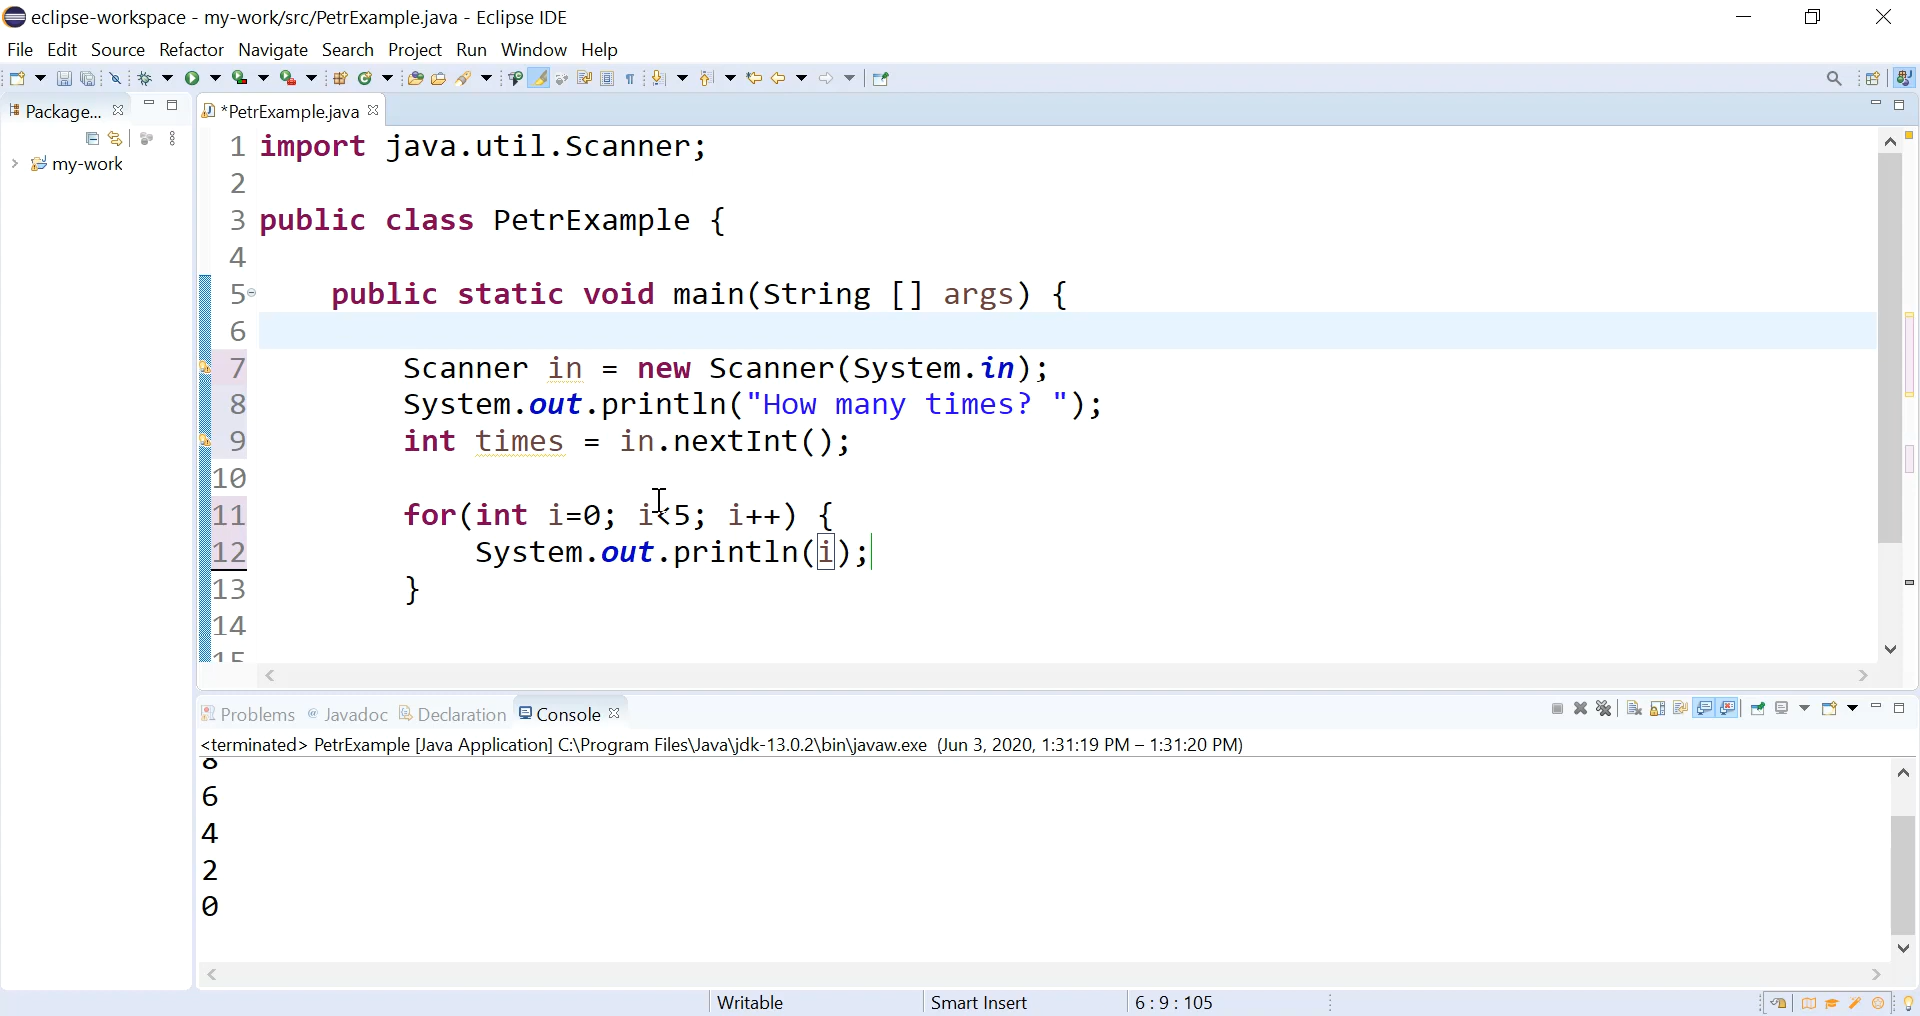 eclipse-workspace - my-work/src/PetrExample.java - Eclipse IDE
File Edit Source Refactor Navigate Search Project Run Window Help
Package... *PetrExample.java
my-work
1 import java.util.Scanner;
2
3 public class PetrExample {
4
5 public static void main(String [] args) {
6
7 Scanner in = new Scanner(System.in);
8 System.out.println("How many times? ");
9 int times = in.nextInt();
10
11 for(int i=0; i<5; i++) {
12 System.out.println(i);
13 }
14
15
Problems @ Javadoc Declaration Console
<terminated> PetrExample [Java Application] C:\Program Files\Java\jdk-13.0.2\bin\javaw.exe (Jun 3, 2020, 1:31:19 PM – 1:31:20 PM)
8
6
4
2
0
Writable Smart Insert 6 : 9 : 105